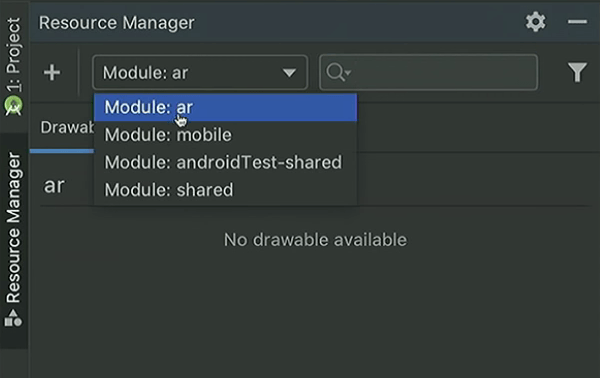 1: Project
Resource Manager
Resource Manager
Module: ar
Module: ar
Module: mobile
Module: androidTest-shared
Module: shared
Drawab
ar
No drawable available